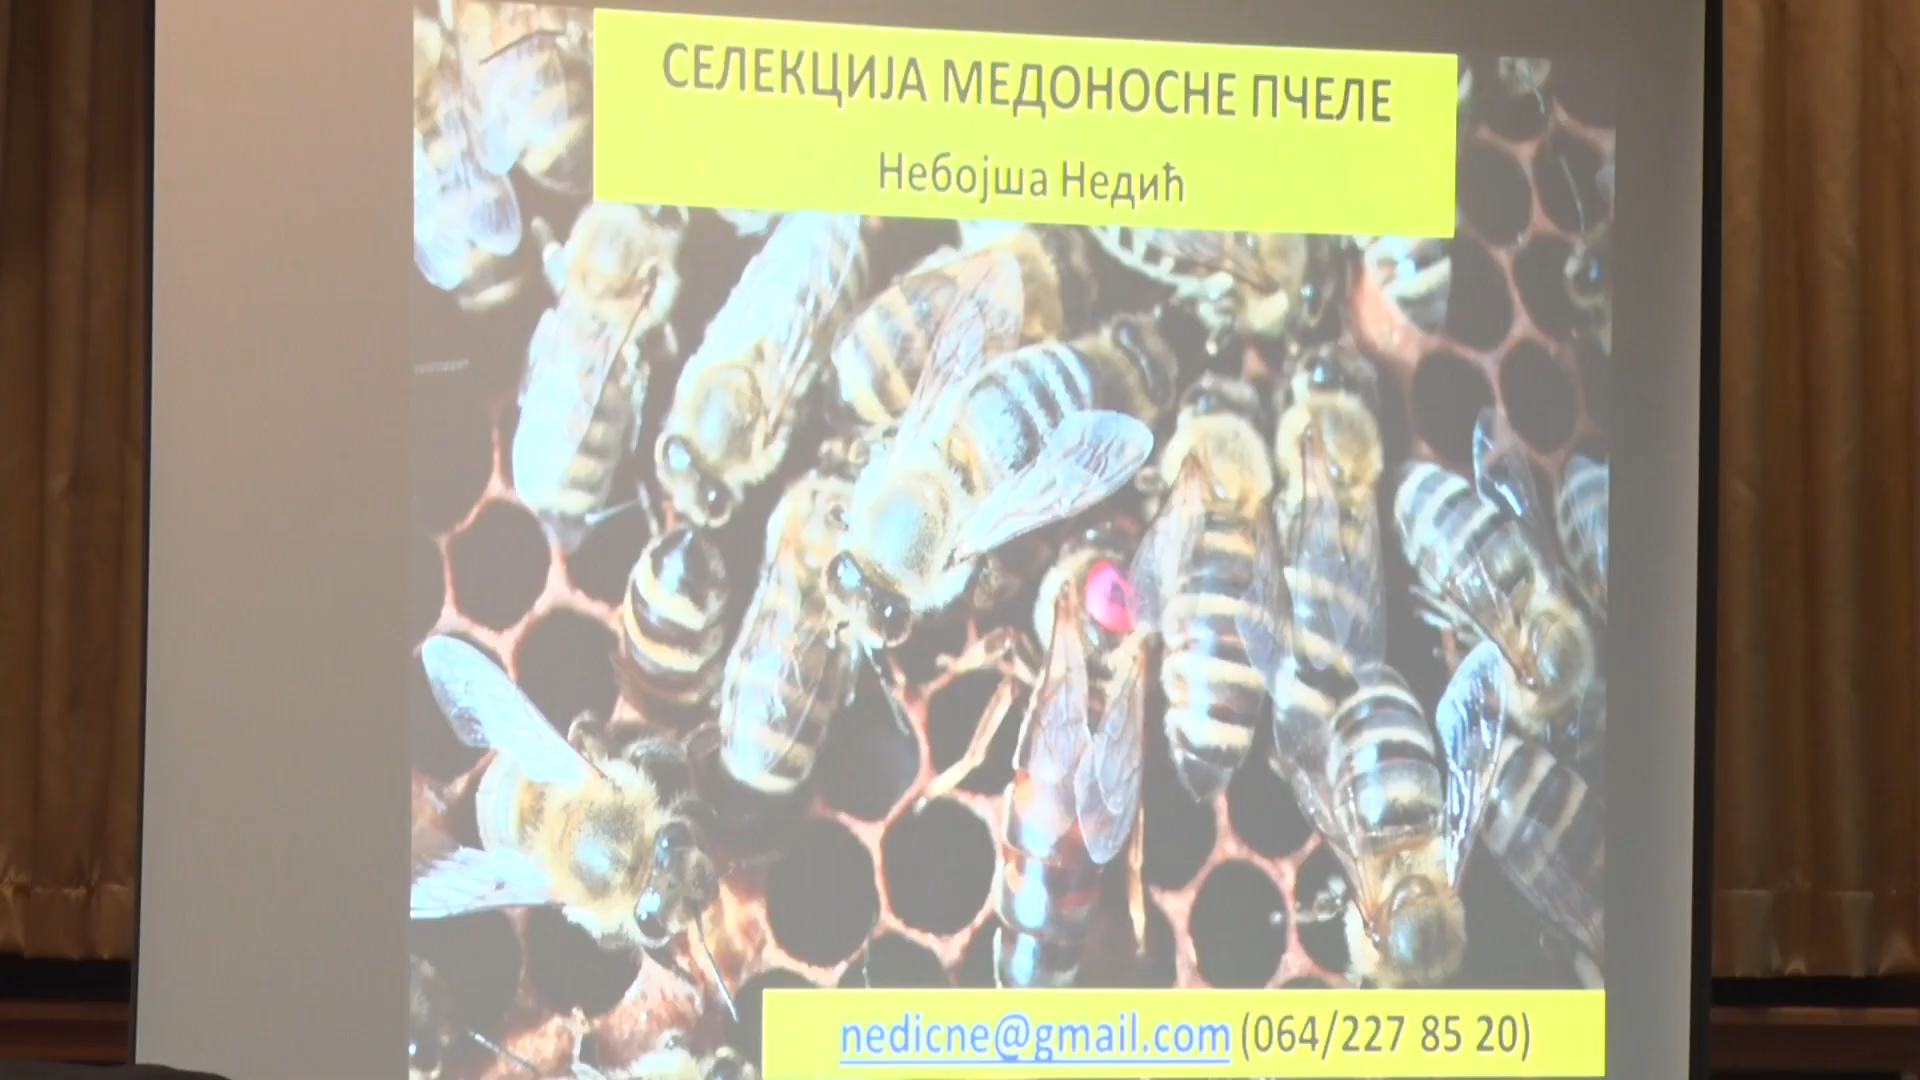 СЕЛЕКЦИЈА МЕДОНОСНЕ ПЧЕЛЕ
Небојша Недић
nedicne@gmail.com (064/227 85 20)